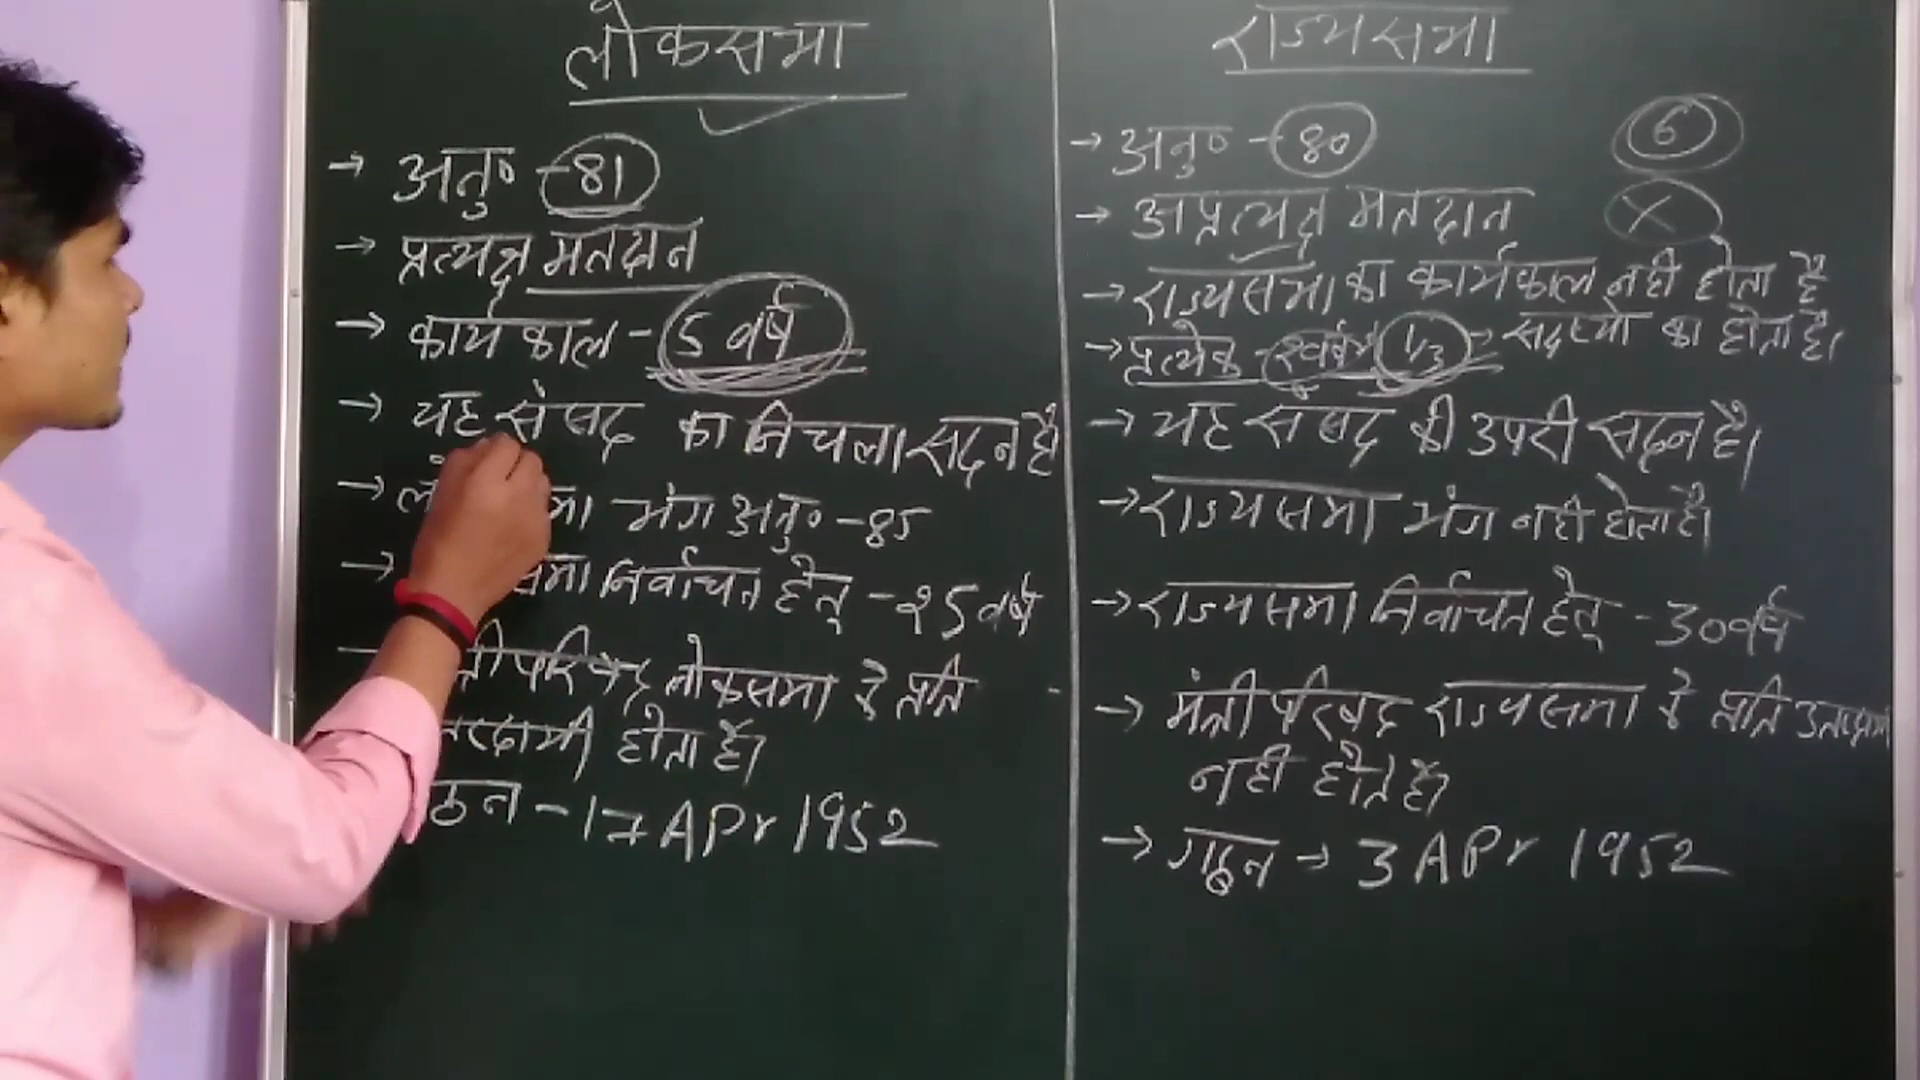 लोकसभा
→ अनु० - 81
→ प्रत्यक्ष मतदान
→ कार्यकाल - 5 वर्ष
→ यह संसद का निचला सदन है
→ भंग अनु० - 85
→ निर्वाचन हेतू - 25 वर्ष
लोकसभा के प्रति
होता है।
- 17 APr 1952
राज्यसभा
→ अनु० - 80
6
→ अप्रत्यक्ष मतदान
X
→ राज्यसभा का कार्यकाल नही होता है
→ प्रत्येक 1/3 सदस्यो का होता है।
→ यह संसद की उपरी सदन है।
→ राज्यसभा भंग नही होता है।
→ राज्यसभा निर्वाचन हेतू - 30 वर्ष
→ मंत्री परिषद राज्यसभा के प्रति
नही होते है।
→ गठन → 3 APr 1952